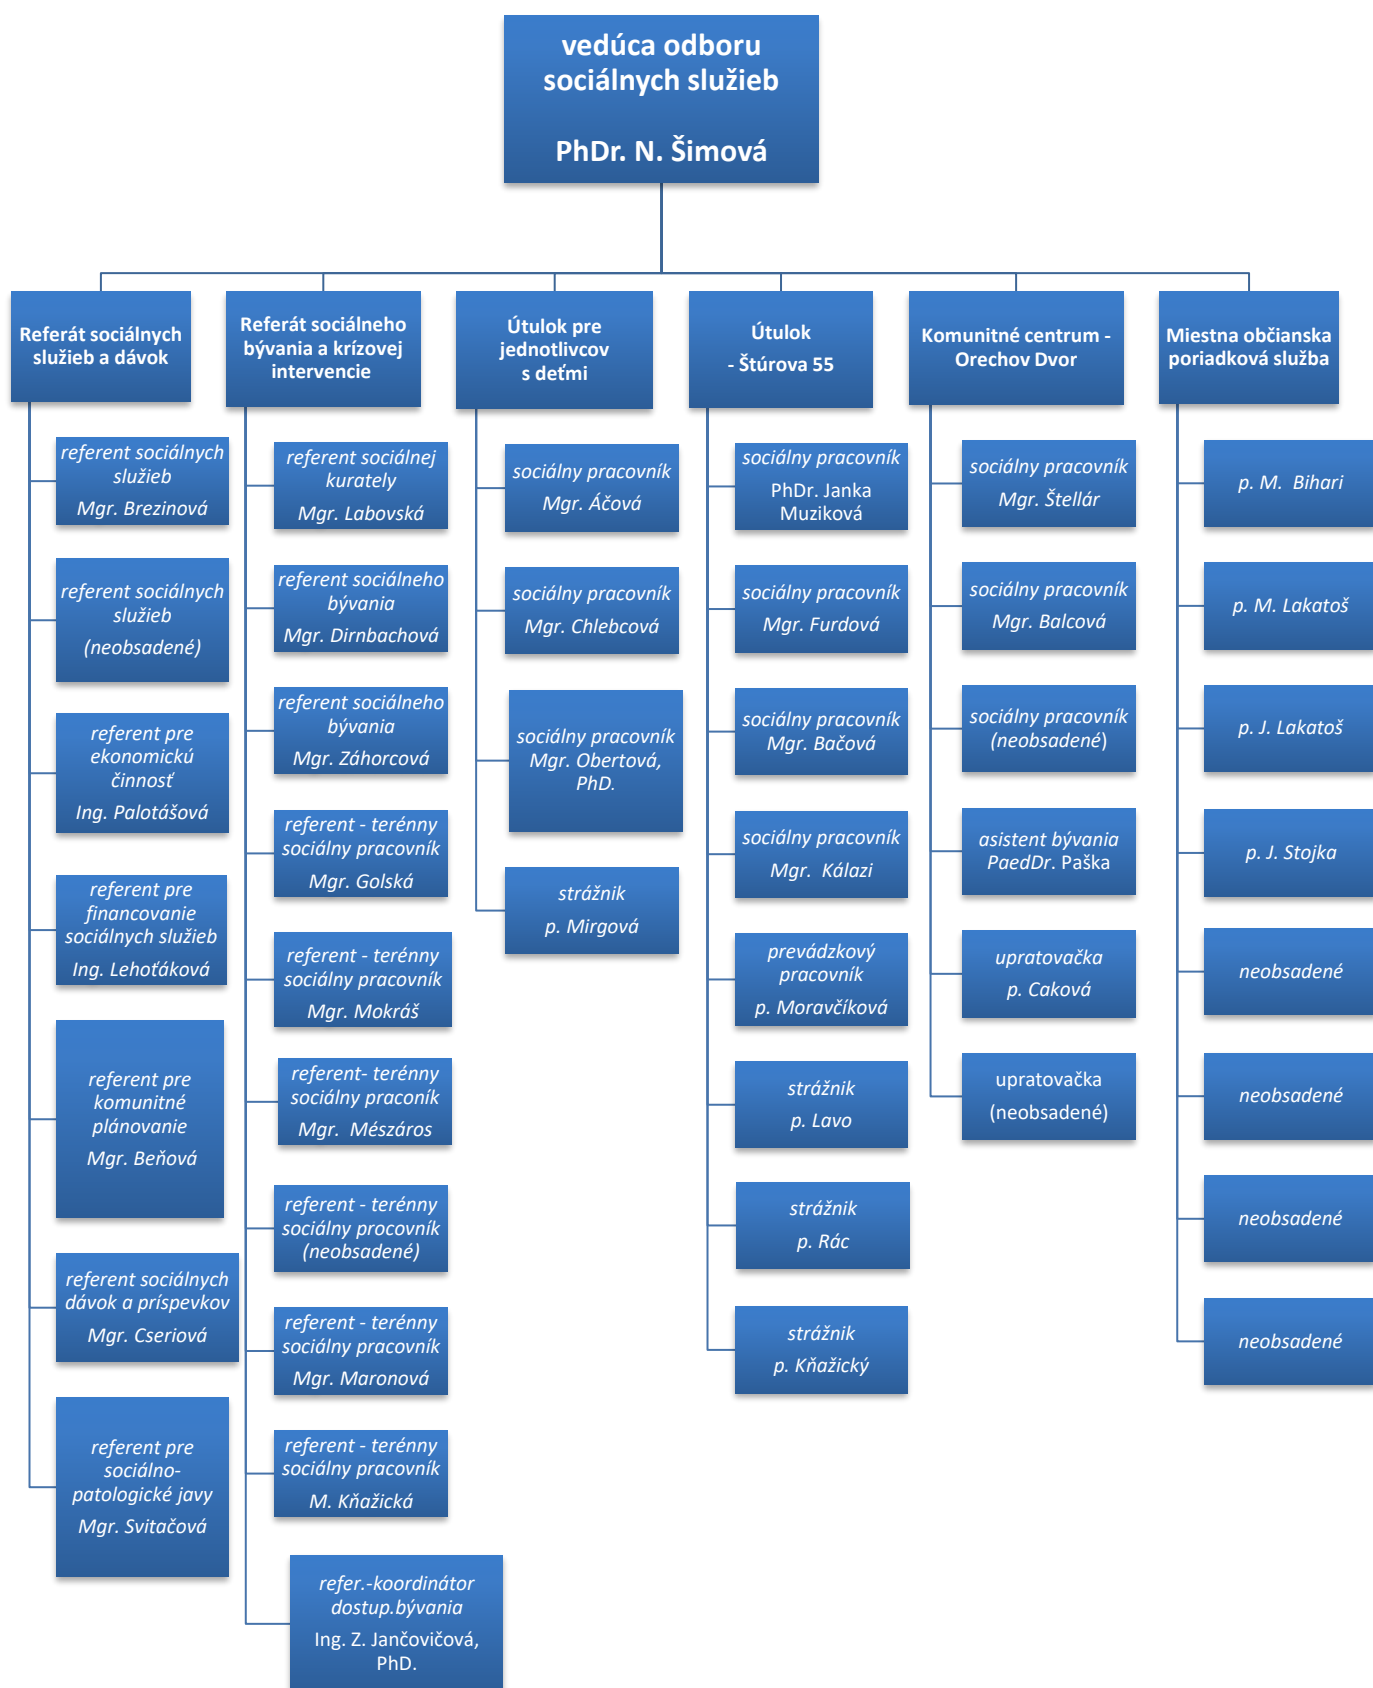 vedúca odboru
sociálnych služieb
PhDr. N. Šimová
Referát sociálnych
služieb a dávok
referent sociálnych
služieb
Mgr. Brezinová
referent sociálnych
služieb
(neobsadené)
referent pre
ekonomickú
činnosť
Ing. Palotášová
referent pre
financovanie
sociálnych služieb
Ing. Lehoťáková
referent pre
komunitné
plánovanie
Mgr. Beňová
referent sociálnych
dávok a príspevkov
Mgr. Cseriová
referent pre
sociálno-
patologické javy
Mgr. Svitačová
Referát sociálneho
bývania a krízovej
intervencie
referent sociálnej
kurately
Mgr. Labovská
referent sociálneho
bývania
Mgr. Dirnbachová
referent sociálneho
bývania
Mgr. Záhorcová
referent - terénny
sociálny pracovník
Mgr. Golská
referent - terénny
sociálny pracovník
Mgr. Mokráš
referent- terénny
sociálny praconík
Mgr. Mészáros
referent - terénny
sociálny procovník
(neobsadené)
referent - terénny
sociálny pracovník
Mgr. Maronová
referent - terénny
sociálny pracovník
M. Kňažická
refer.-koordinátor
dostup.bývania
Ing. Z. Jančovičová,
PhD.
Útulok pre
jednotlivcov
s deťmi
sociálny pracovník
Mgr. Áčová
sociálny pracovník
Mgr. Chlebcová
sociálny pracovník
Mgr. Obertová,
PhD.
strážnik
p. Mirgová
Útulok
- Štúrova 55
sociálny pracovník
PhDr. Janka
Muziková
sociálny pracovník
Mgr. Furdová
sociálny pracovník
Mgr. Bačová
sociálny pracovník
Mgr. Kálazi
prevádzkový
pracovník
p. Moravčíková
strážnik
p. Lavo
strážnik
p. Rác
strážnik
p. Kňažický
Komunitné centrum -
Orechov Dvor
sociálny pracovník
Mgr. Štellár
sociálny pracovník
Mgr. Balcová
sociálny pracovník
(neobsadené)
asistent bývania
PaedDr. Paška
upratovačka
p. Caková
upratovačka
(neobsadené)
Miestna občianska
poriadková služba
p. M. Bihari
p. M. Lakatoš
p. J. Lakatoš
p. J. Stojka
neobsadené
neobsadené
neobsadené
neobsadené